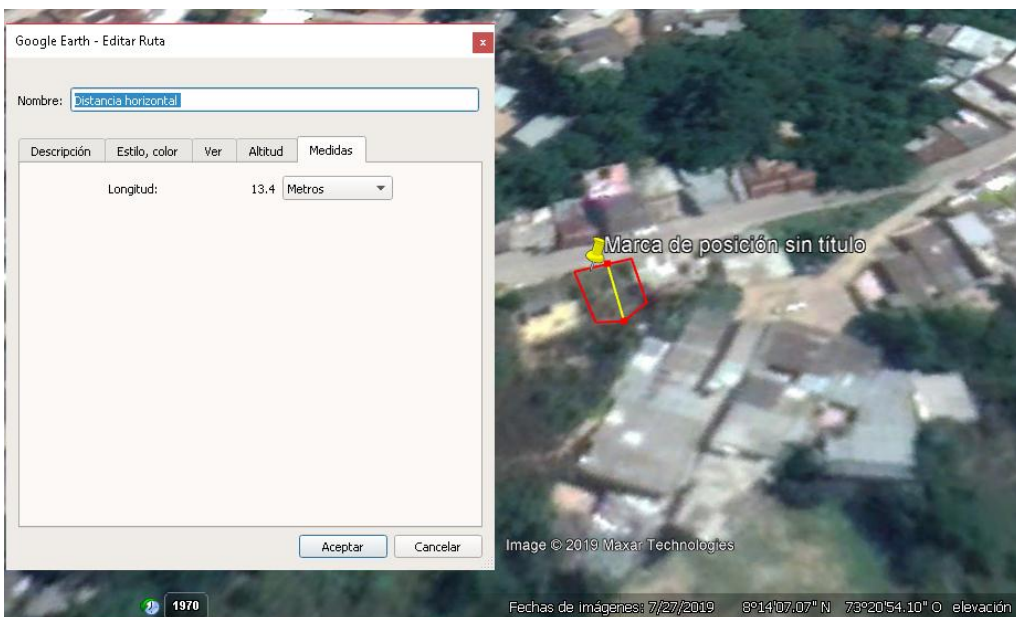 Google Earth - Editar Ruta
x
Nombre: Distancia horizontal
Descripción Estilo, color Ver Altitud Medidas
Longitud: 13.4 Metros
Aceptar Cancelar
Marca de posición sin título
Image © 2019 Maxar Technologies
1970
Fechas de imágenes: 7/27/2019 8°14'07.07" N 73°20'54.10" O elevación